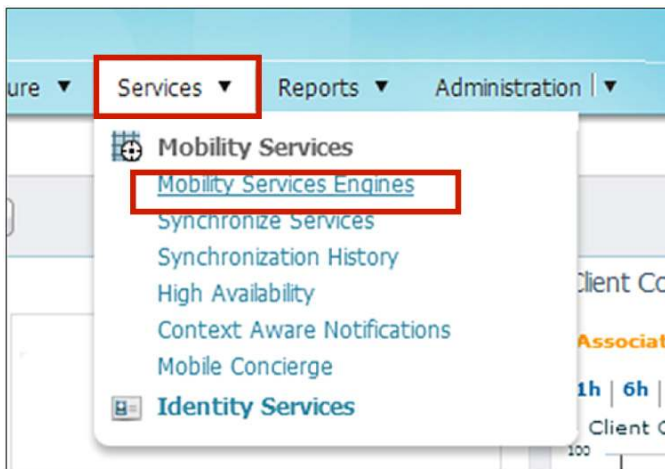 ure ▼ Services ▼ Reports ▼ Administration | ▼
Mobility Services
Mobility Services Engines
Synchronize Services
Synchronization History
High Availability
Context Aware Notifications
Mobile Concierge
Identity Services
Client Co
Associat
1h | 6h |
Client C
100